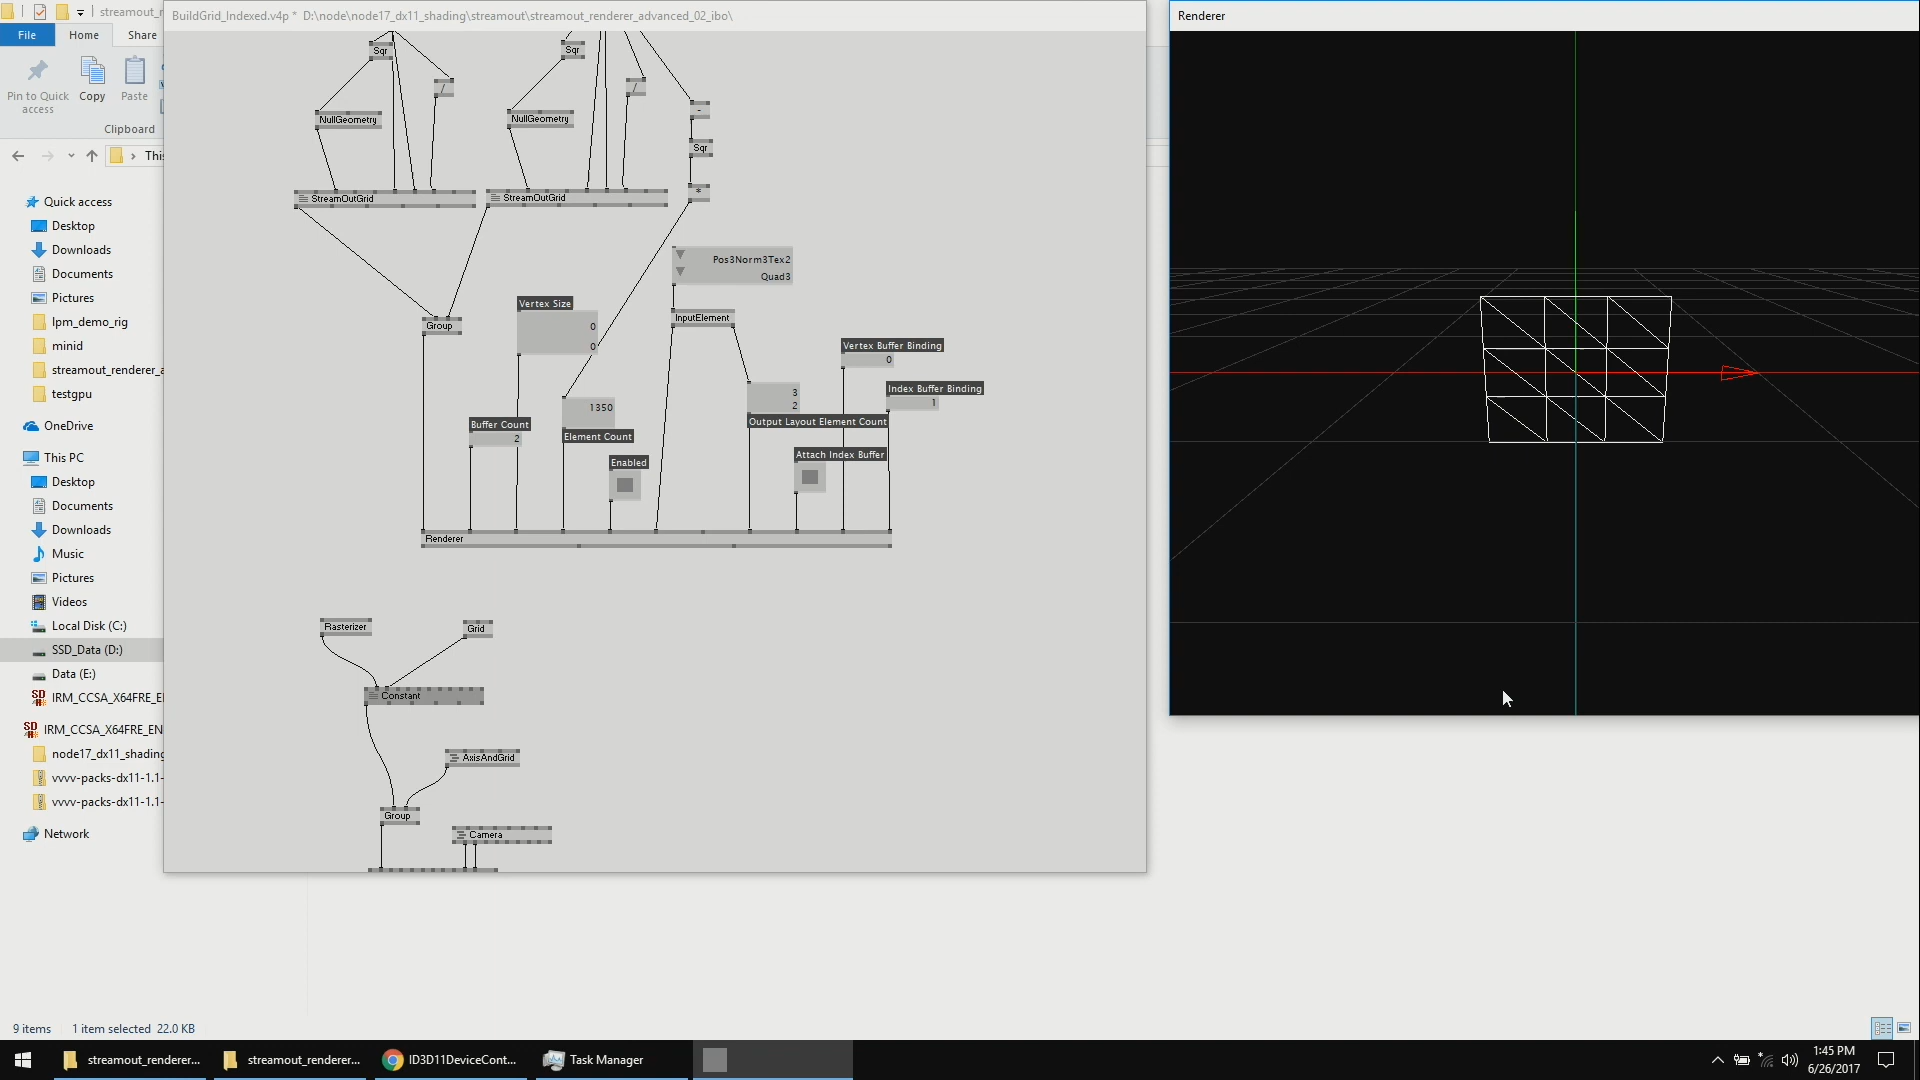 streamout_r
File
Home
Share
Pin to Quick
access
Copy
Paste
Clipboard
This
Quick access
Desktop
Downloads
Documents
Pictures
lpm_demo_rig
minid
streamout_renderer_a
testgpu
OneDrive
This PC
Desktop
Documents
Downloads
Music
Pictures
Videos
Local Disk (C:)
SSD_Data (D:)
Data (E:)
IRM_CCSA_X64FRE_E
IRM_CCSA_X64FRE_EN
node17_dx11_shading
vvvv-packs-dx11-1.1-
vvvv-packs-dx11-1.1-
Network
9 items 1 item selected 22.0 KB
BuildGrid_Indexed.v4p * D:\node\node17_dx11_shading\streamout\streamout_renderer_advanced_02_ibo\
Sqr
Sqr
/
/
-
NullGeometry
NullGeometry
Sqr
*
StreamOutGrid
StreamOutGrid
Pos3Norm3Tex2
Quad3
Vertex Size
0
0
InputElement
Group
Vertex Buffer Binding
0
Index Buffer Binding
1
3
2
Output Layout Element Count
1350
Element Count
Buffer Count
2
Attach Index Buffer
Enabled
Renderer
Rasterizer
Grid
Constant
AxisAndGrid
Group
Camera
Renderer
streamout_renderer...
streamout_renderer...
ID3D11DeviceCont...
Task Manager
1:45 PM
6/26/2017